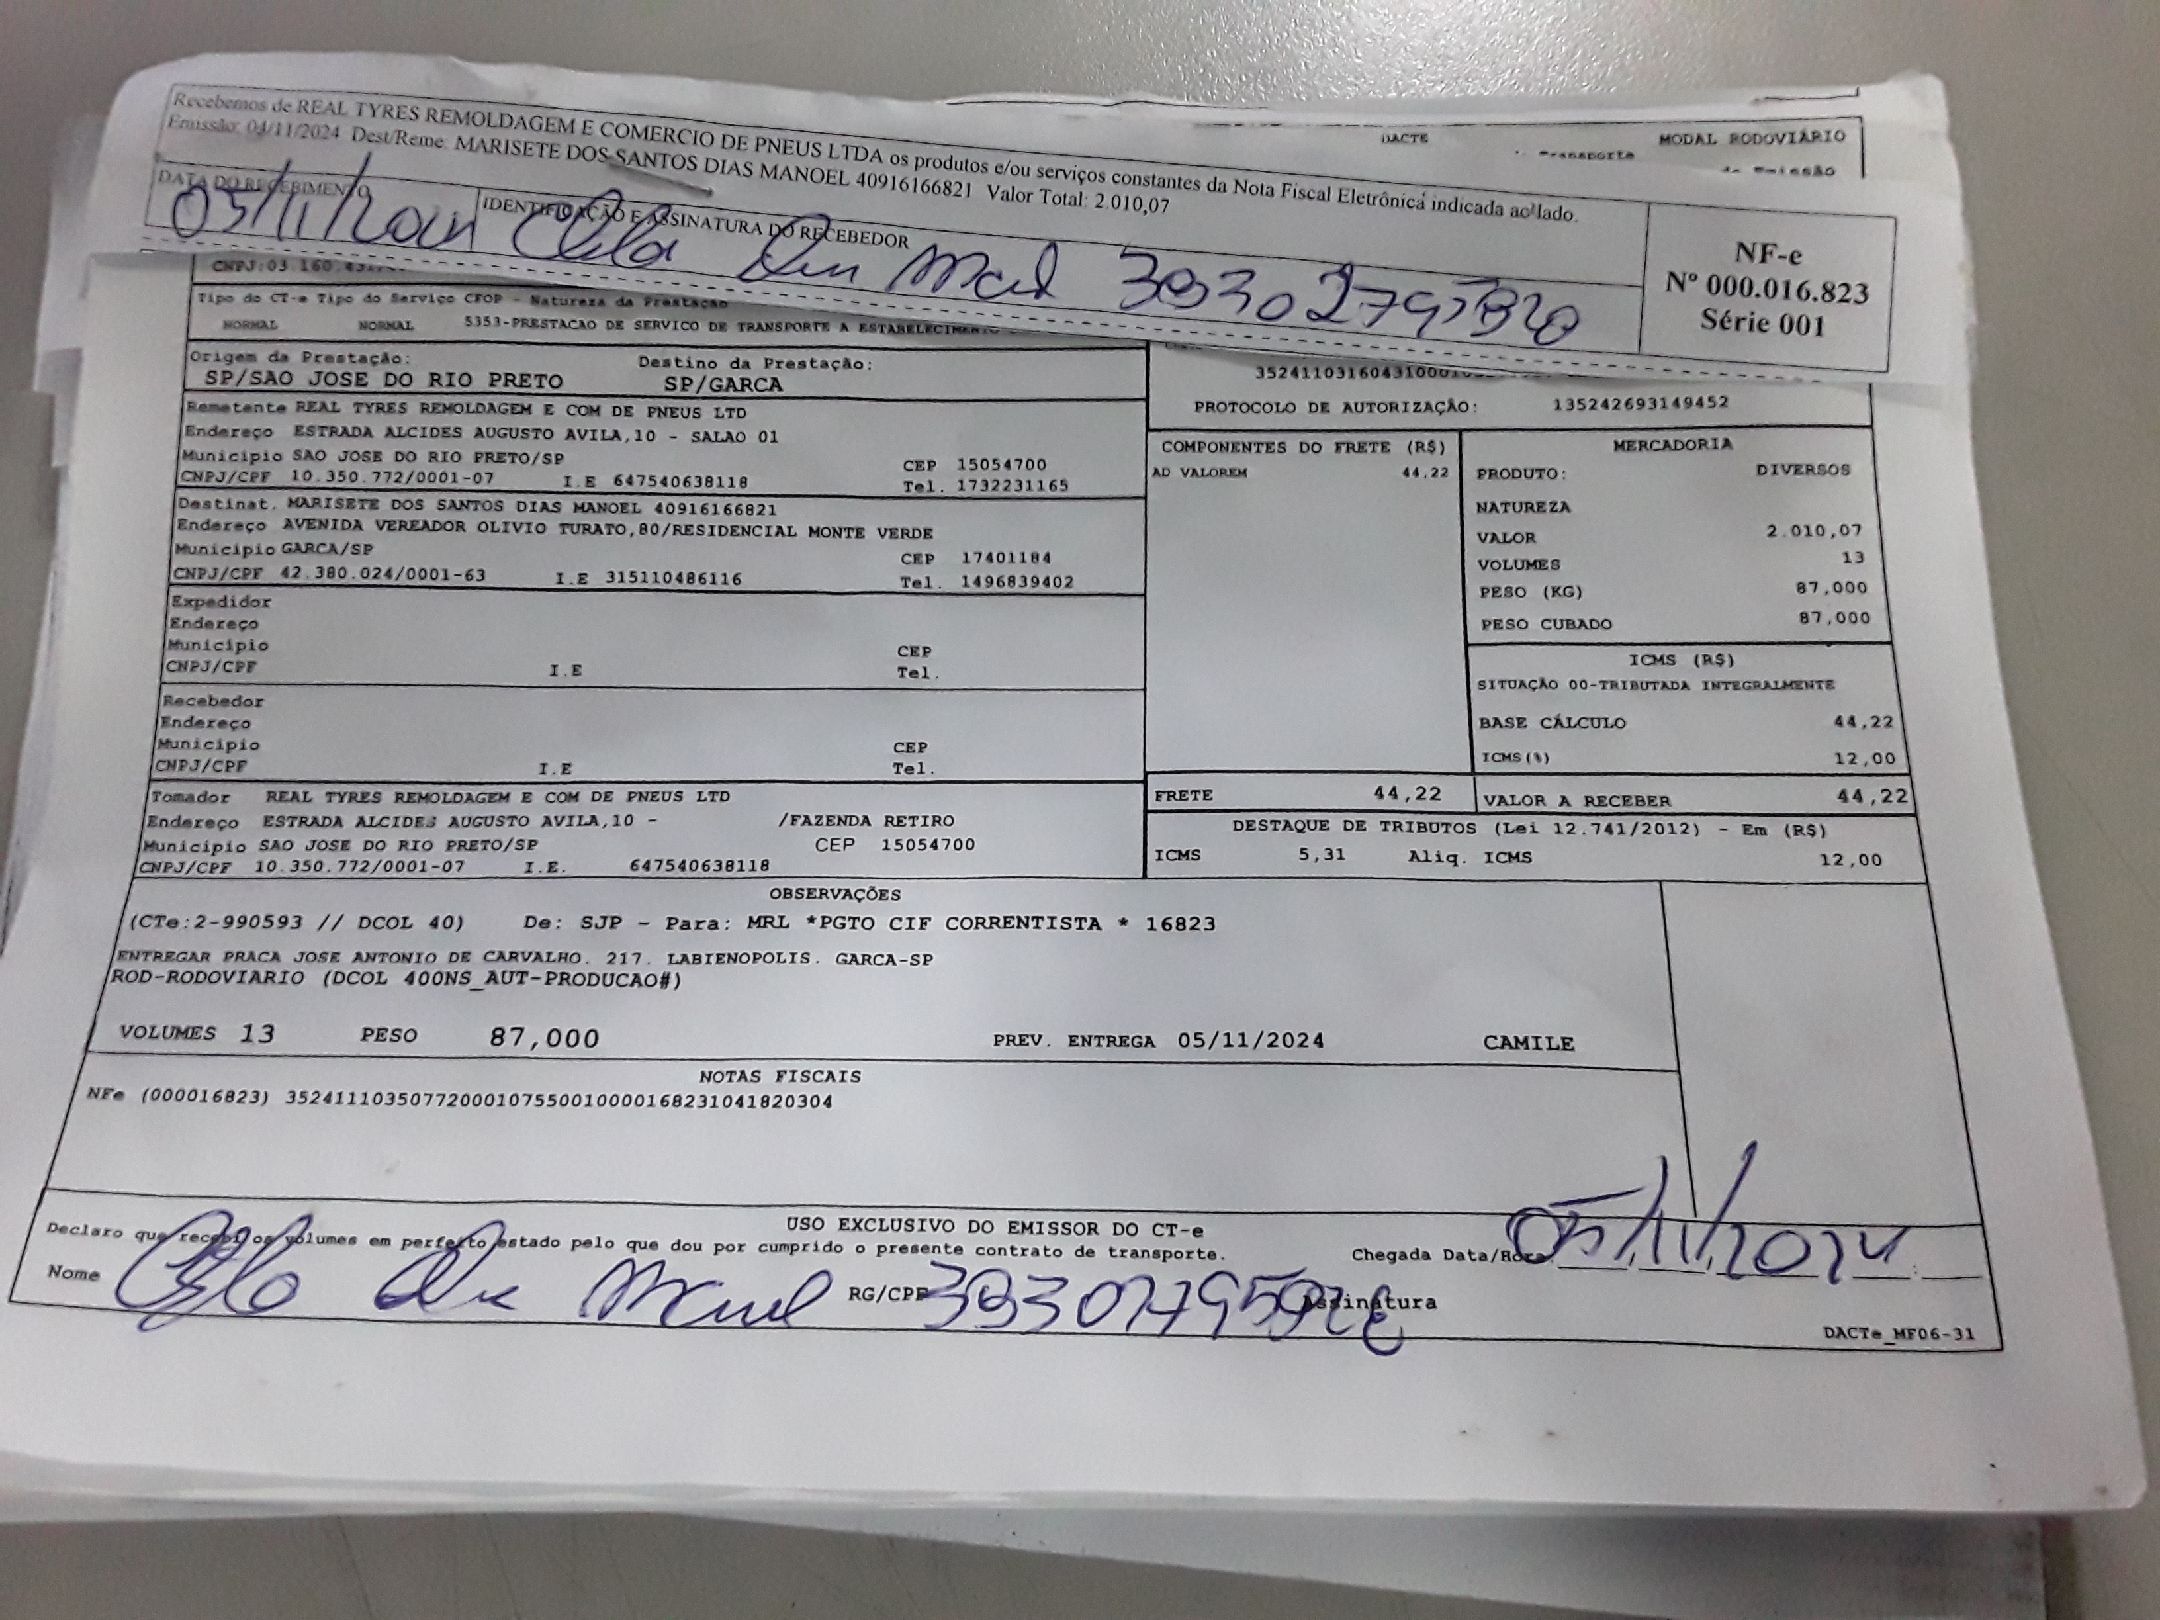 Recebemos de REAL TYRES REMOLDAGEM E COMERCIO DE PNEUS LTDA os produtos e/ou serviços constantes da Nota Fiscal Eletrônica indicada ao lado.
Emissão: 04/11/2024 Dest/Reme: MARISETE DOS SANTOS DIAS MANOEL 40916166821 Valor Total: 2.010,07
DATA DO RECEBIMENTO
IDENTIFICAÇÃO E ASSINATURA DO RECEBEDOR
NF-e
Nº 000.016.823
Série 001
DACTE
MODAL RODOVIÁRIO
Tipo do CT-e Tipo do Serviço CFOP - Natureza da Prestação
NORMAL NORMAL 5353-PRESTACAO DE SERVICO DE TRANSPORTE A ESTABELECIMENTO
Origem da Prestação: Destino da Prestação:
SP/SAO JOSE DO RIO PRETO SP/GARCA
PROTOCOLO DE AUTORIZAÇÃO: 135242693149452
Remetente REAL TYRES REMOLDAGEM E COM DE PNEUS LTD
Endereço ESTRADA ALCIDES AUGUSTO AVILA,10 - SALAO 01
Municipio SAO JOSE DO RIO PRETO/SP CEP 15054700
CNPJ/CPF 10.350.772/0001-07 I.E 647540638118 Tel. 1732231165
Destinat. MARISETE DOS SANTOS DIAS MANOEL 40916166821
Endereço AVENIDA VEREADOR OLIVIO TURATO,80/RESIDENCIAL MONTE VERDE
Municipio GARCA/SP CEP 17401184
CNPJ/CPF 42.380.024/0001-63 I.E 315110486116 Tel. 1496839402
Expedidor
Endereço
Municipio CEP
CNPJ/CPF I.E Tel.
Recebedor
Endereço
Municipio CEP
CNPJ/CPF I.E Tel.
Tomador REAL TYRES REMOLDAGEM E COM DE PNEUS LTD
Endereço ESTRADA ALCIDES AUGUSTO AVILA,10 - /FAZENDA RETIRO
Municipio SAO JOSE DO RIO PRETO/SP CEP 15054700
CNPJ/CPF 10.350.772/0001-07 I.E. 647540638118
COMPONENTES DO FRETE (R$)
AD VALOREM 44,22
MERCADORIA
PRODUTO: DIVERSOS
NATUREZA
VALOR 2.010,07
VOLUMES 13
PESO (KG) 87,000
PESO CUBADO 87,000
ICMS (R$)
SITUAÇÃO 00-TRIBUTADA INTEGRALMENTE
BASE CÁLCULO 44,22
ICMS(%) 12,00
FRETE 44,22 VALOR A RECEBER 44,22
DESTAQUE DE TRIBUTOS (Lei 12.741/2012) - Em (R$)
ICMS 5,31 Aliq. ICMS 12,00
OBSERVAÇÕES
(CTe:2-990593 // DCOL 40) De: SJP - Para: MRL *PGTO CIF CORRENTISTA * 16823
ENTREGAR PRACA JOSE ANTONIO DE CARVALHO. 217. LABIENOPOLIS. GARCA-SP
ROD-RODOVIARIO (DCOL 400NS_AUT-PRODUCAO#)
VOLUMES 13 PESO 87,000 PREV. ENTREGA 05/11/2024 CAMILE
NOTAS FISCAIS
NFe (000016823) 35241110350772000107550010000168231041820304
USO EXCLUSIVO DO EMISSOR DO CT-e
Declaro que recebi os volumes em perfeito estado pelo que dou por cumprido o presente contrato de transporte.
Chegada Data/Hora 05/11/2024
Nome RG/CPF Assinatura
DACTe_MF06-31